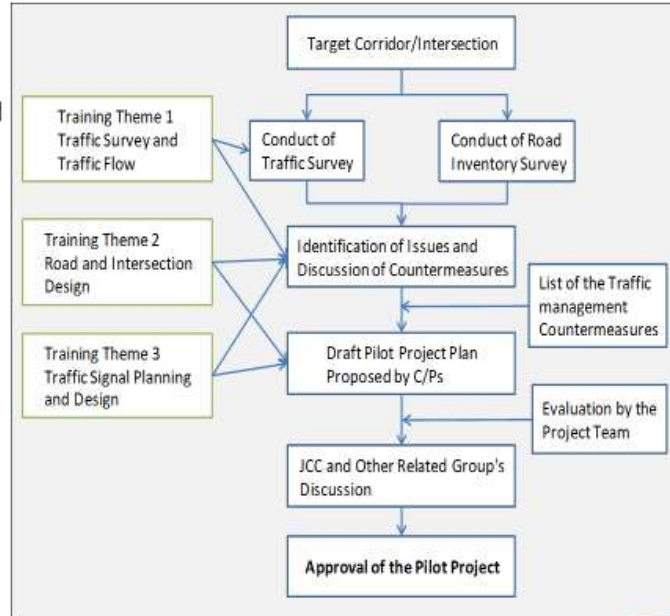 Target Corridor/Intersection
Training Theme 1
Traffic Survey and
Traffic Flow
Conduct of
Traffic Survey
Conduct of Road
Inventory Survey
Training Theme 2
Road and Intersection
Design
Identification of Issues and
Discussion of Countermeasures
List of the Traffic
management
Countermeasures
Training Theme 3
Traffic Signal Planning
and Design
Draft Pilot Project Plan
Proposed by C/Ps
Evaluation by the
Project Team
JCC and Other Related Group's
Discussion
Approval of the Pilot Project